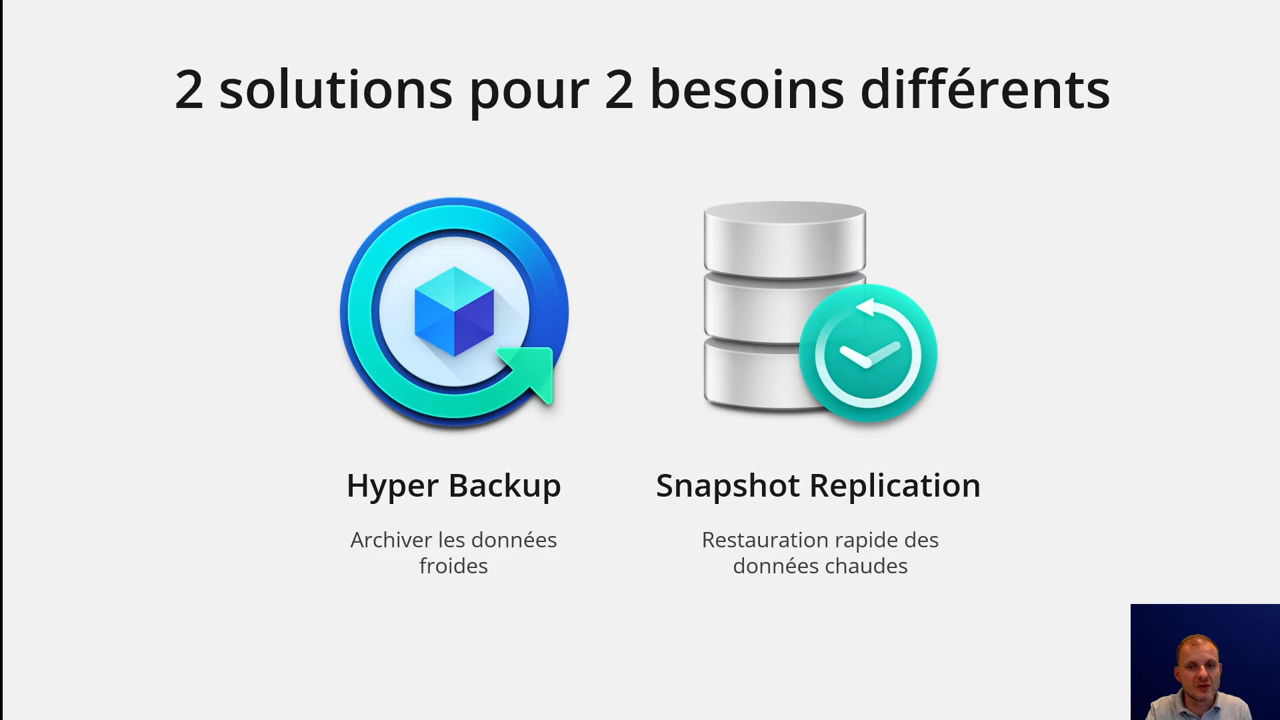 2 solutions pour 2 besoins différents
Hyper Backup
Archiver les données
froides
Snapshot Replication
Restauration rapide des
données chaudes